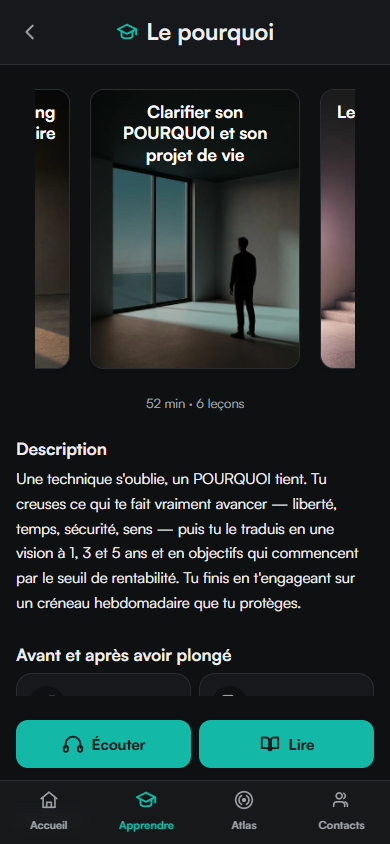 Le pourquoi
ng
ire
Clarifier son
POURQUOI et son
projet de vie
Le
52 min · 6 leçons
Description
Une technique s'oublie, un POURQUOI tient. Tu
creuses ce qui te fait vraiment avancer — liberté,
temps, sécurité, sens — puis tu le traduis en une
vision à 1, 3 et 5 ans et en objectifs qui commencent
par le seuil de rentabilité. Tu finis en t'engageant sur
un créneau hebdomadaire que tu protèges.
Avant et après avoir plongé
Écouter
Lire
Accueil
Apprendre
Atlas
Contacts